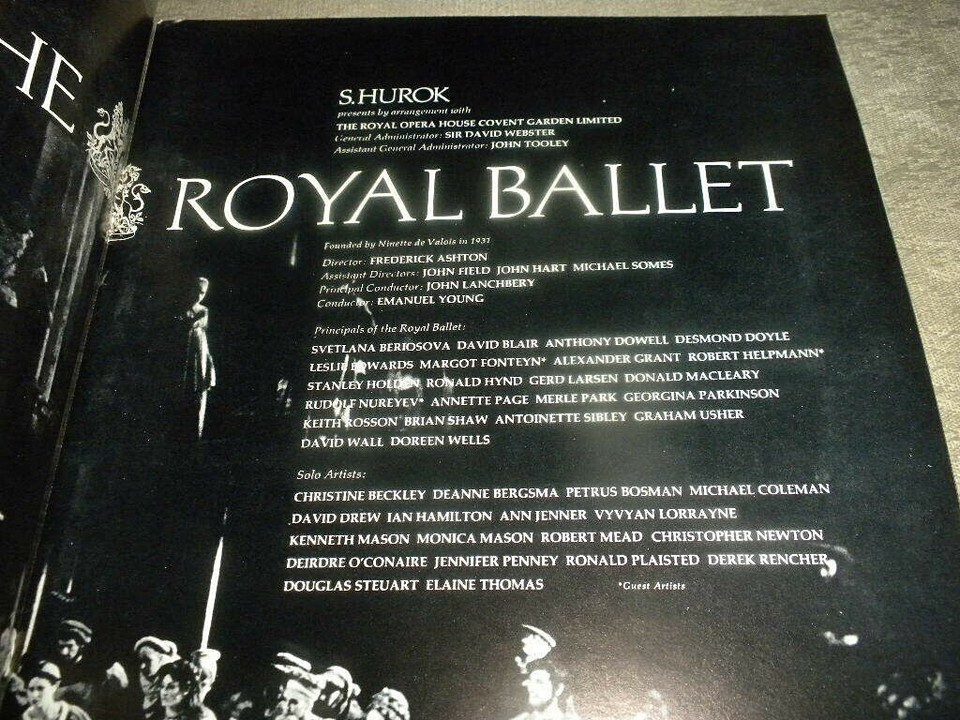 THE
S. HUROK
presents by arrangement with
THE ROYAL OPERA HOUSE COVENT GARDEN LIMITED
General Administrator: SIR DAVID WEBSTER
Assistant General Administrator: JOHN TOOLEY
ROYAL BALLET
Founded by Ninette de Valois in 1931
Director: FREDERICK ASHTON
Assistant Directors: JOHN FIELD JOHN HART MICHAEL SOMES
Principal Conductor: JOHN LANCHBERY
Conductor: EMANUEL YOUNG
Principals of the Royal Ballet:
SVETLANA BERIOSOVA DAVID BLAIR ANTHONY DOWELL DESMOND DOYLE
LESLIE EDWARDS MARGOT FONTEYN* ALEXANDER GRANT ROBERT HELPMANN*
STANLEY HOLDEN RONALD HYND GERD LARSEN DONALD MACLEARY
RUDOLF NUREYEV* ANNETTE PAGE MERLE PARK GEORGINA PARKINSON
KEITH ROSSON BRIAN SHAW ANTOINETTE SIBLEY GRAHAM USHER
DAVID WALL DOREEN WELLS
Solo Artists:
CHRISTINE BECKLEY DEANNE BERGSMA PETRUS BOSMAN MICHAEL COLEMAN
DAVID DREW IAN HAMILTON ANN JENNER VYVYAN LORRAYNE
KENNETH MASON MONICA MASON ROBERT MEAD CHRISTOPHER NEWTON
DEIRDRE O'CONAIRE JENNIFER PENNEY RONALD PLAISTED DEREK RENCHER
DOUGLAS STEUART ELAINE THOMAS *Guest Artists